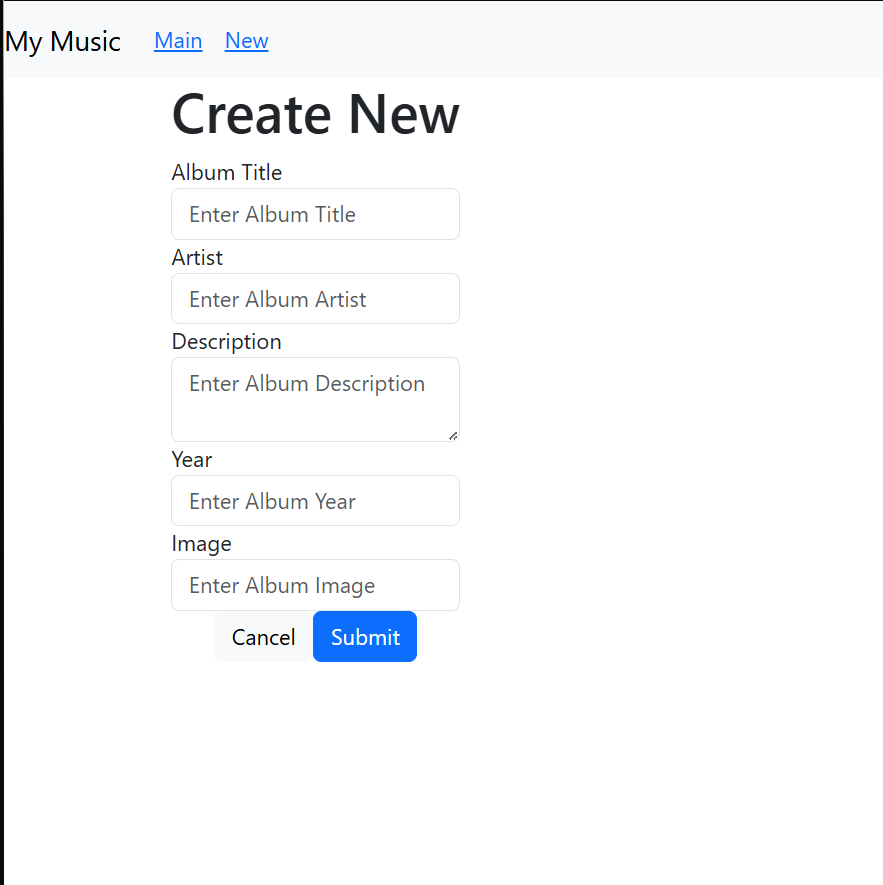 My Music Main New
Create New
Album Title
Enter Album Title
Artist
Enter Album Artist
Description
Enter Album Description
Year
Enter Album Year
Image
Enter Album Image
Cancel Submit